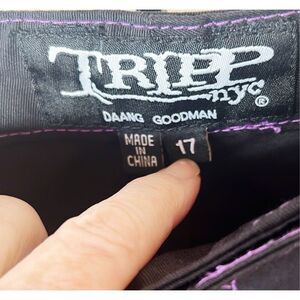 TRIPP
nyc®
DAANG GOODMAN
MADE
IN
CHINA
17